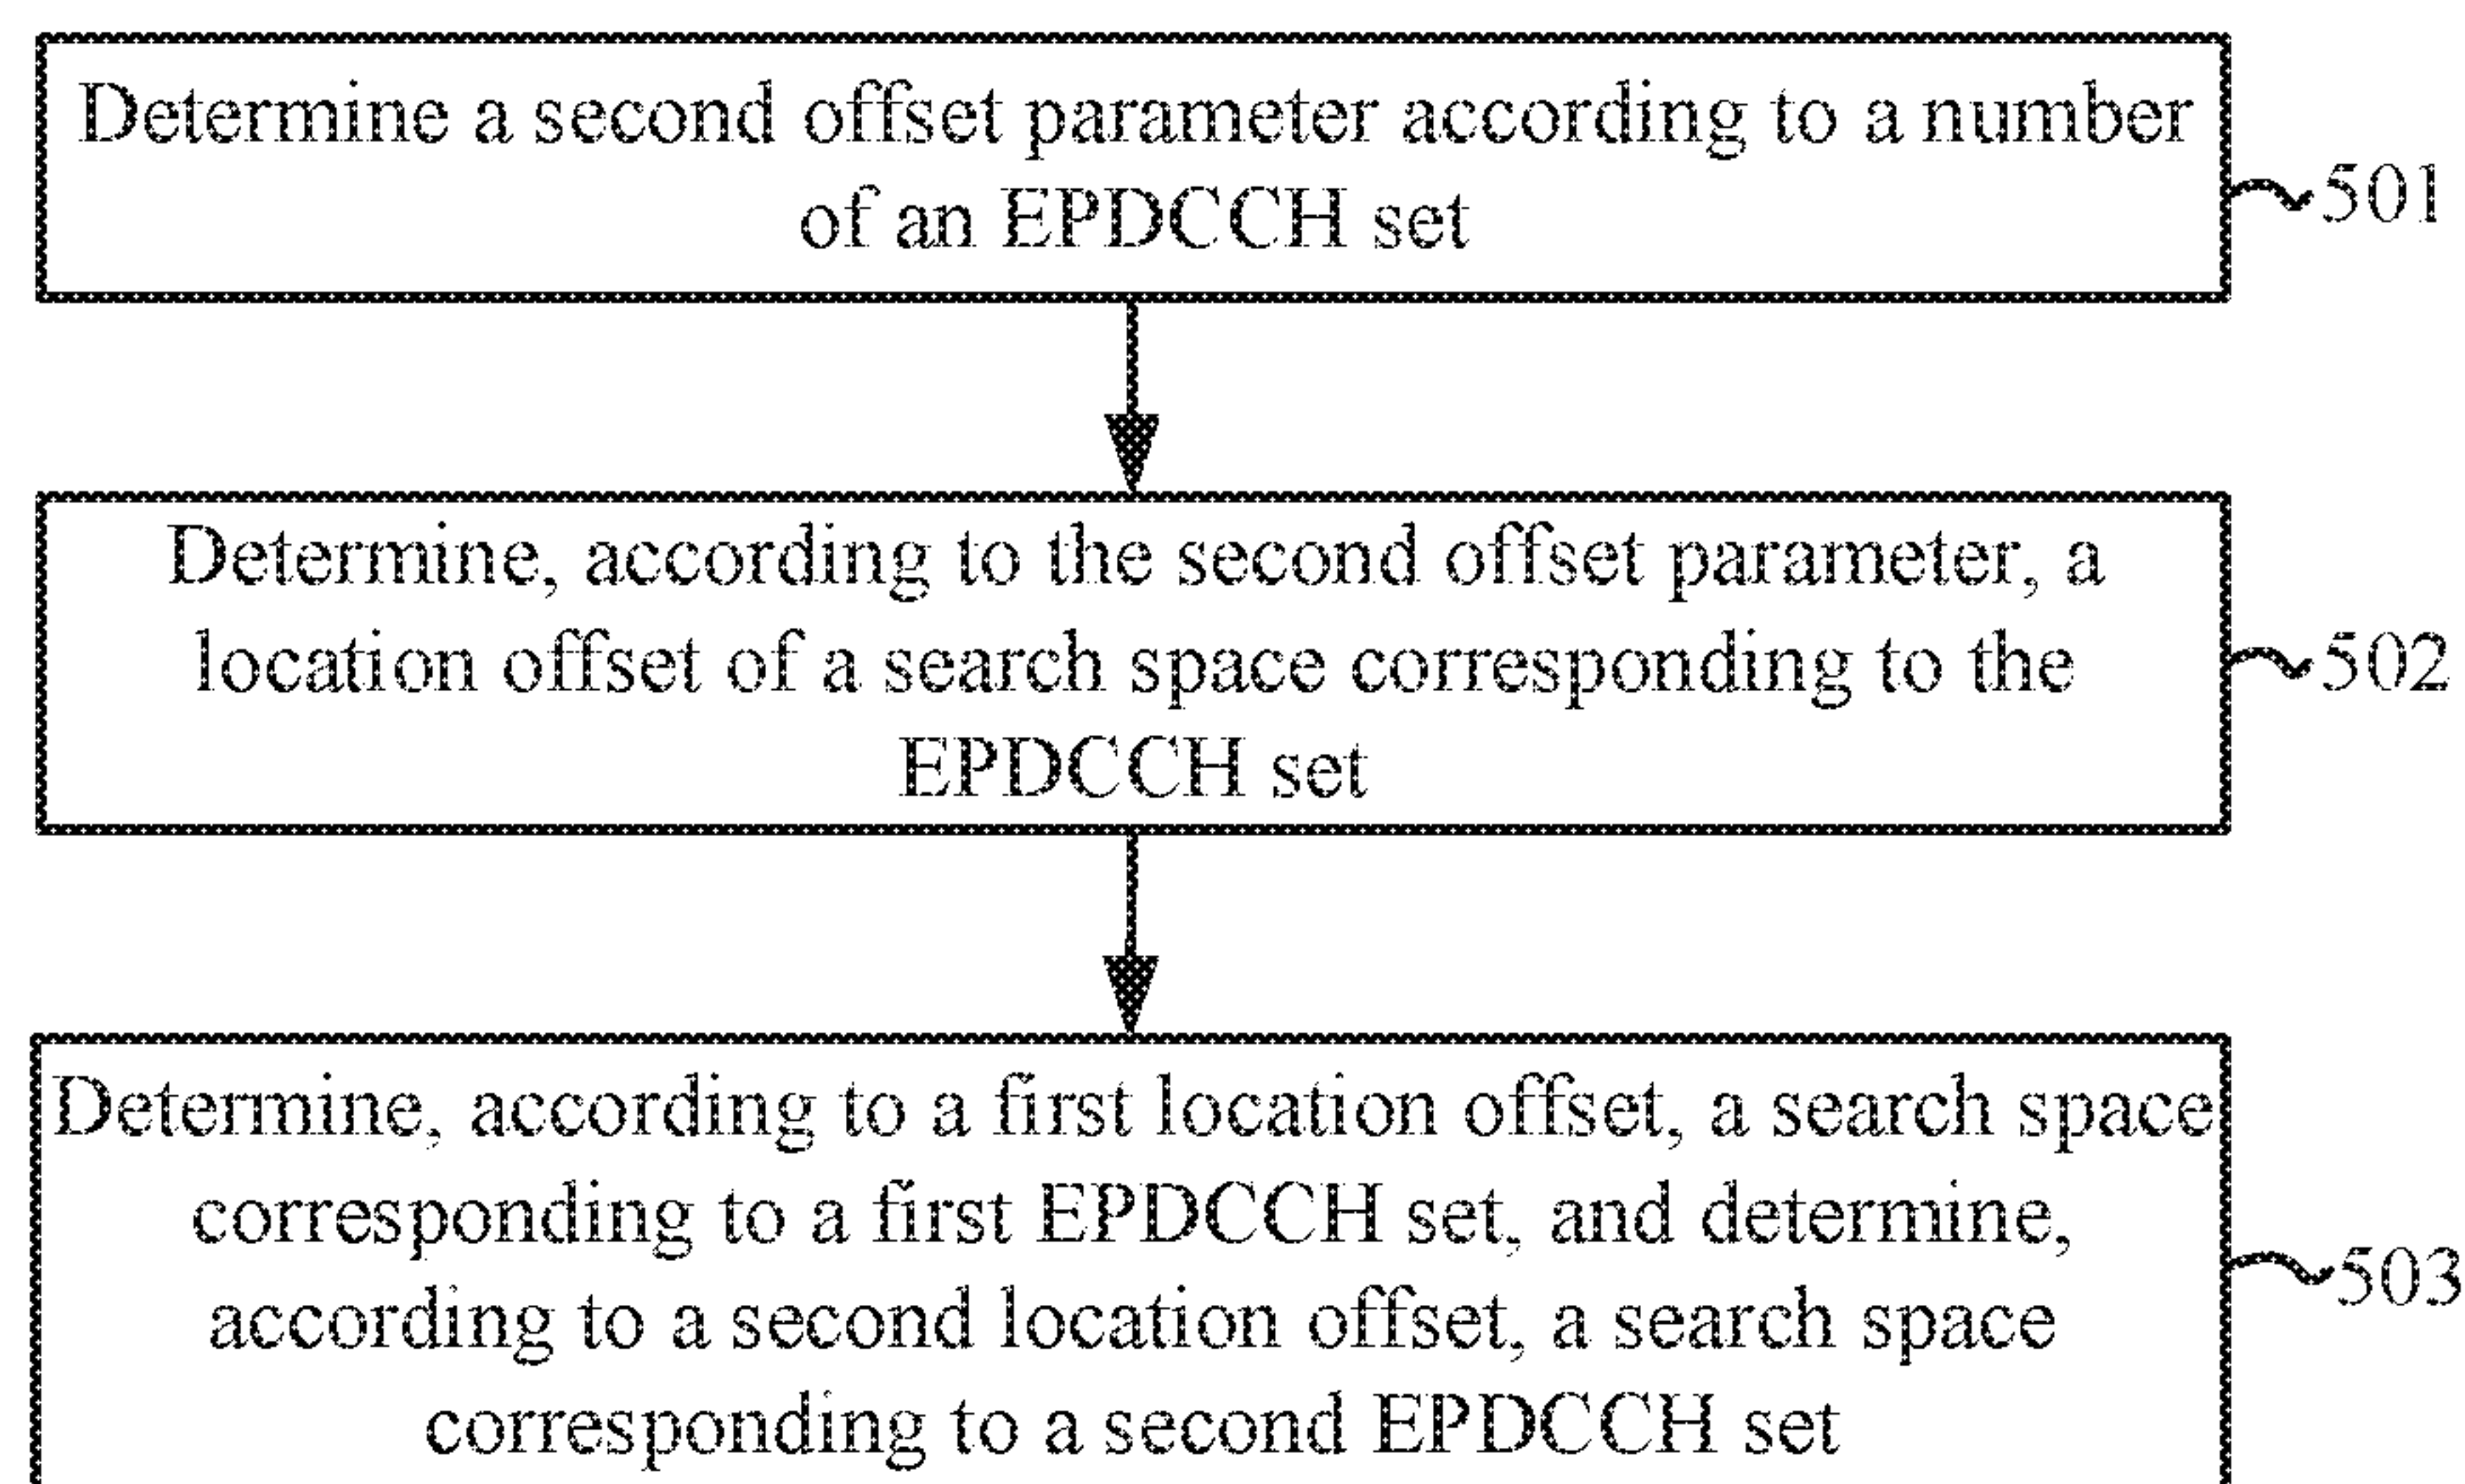 Determine a second offset parameter according to a number
of an EPDCCH set
501
Determine, according to the second offset parameter, a
location offset of a search space corresponding to the
EPDCCH set
502
Determine, according to a first location offset, a search space
corresponding to a first EPDCCH set, and determine,
according to a second location offset, a search space
corresponding to a second EPDCCH set
503